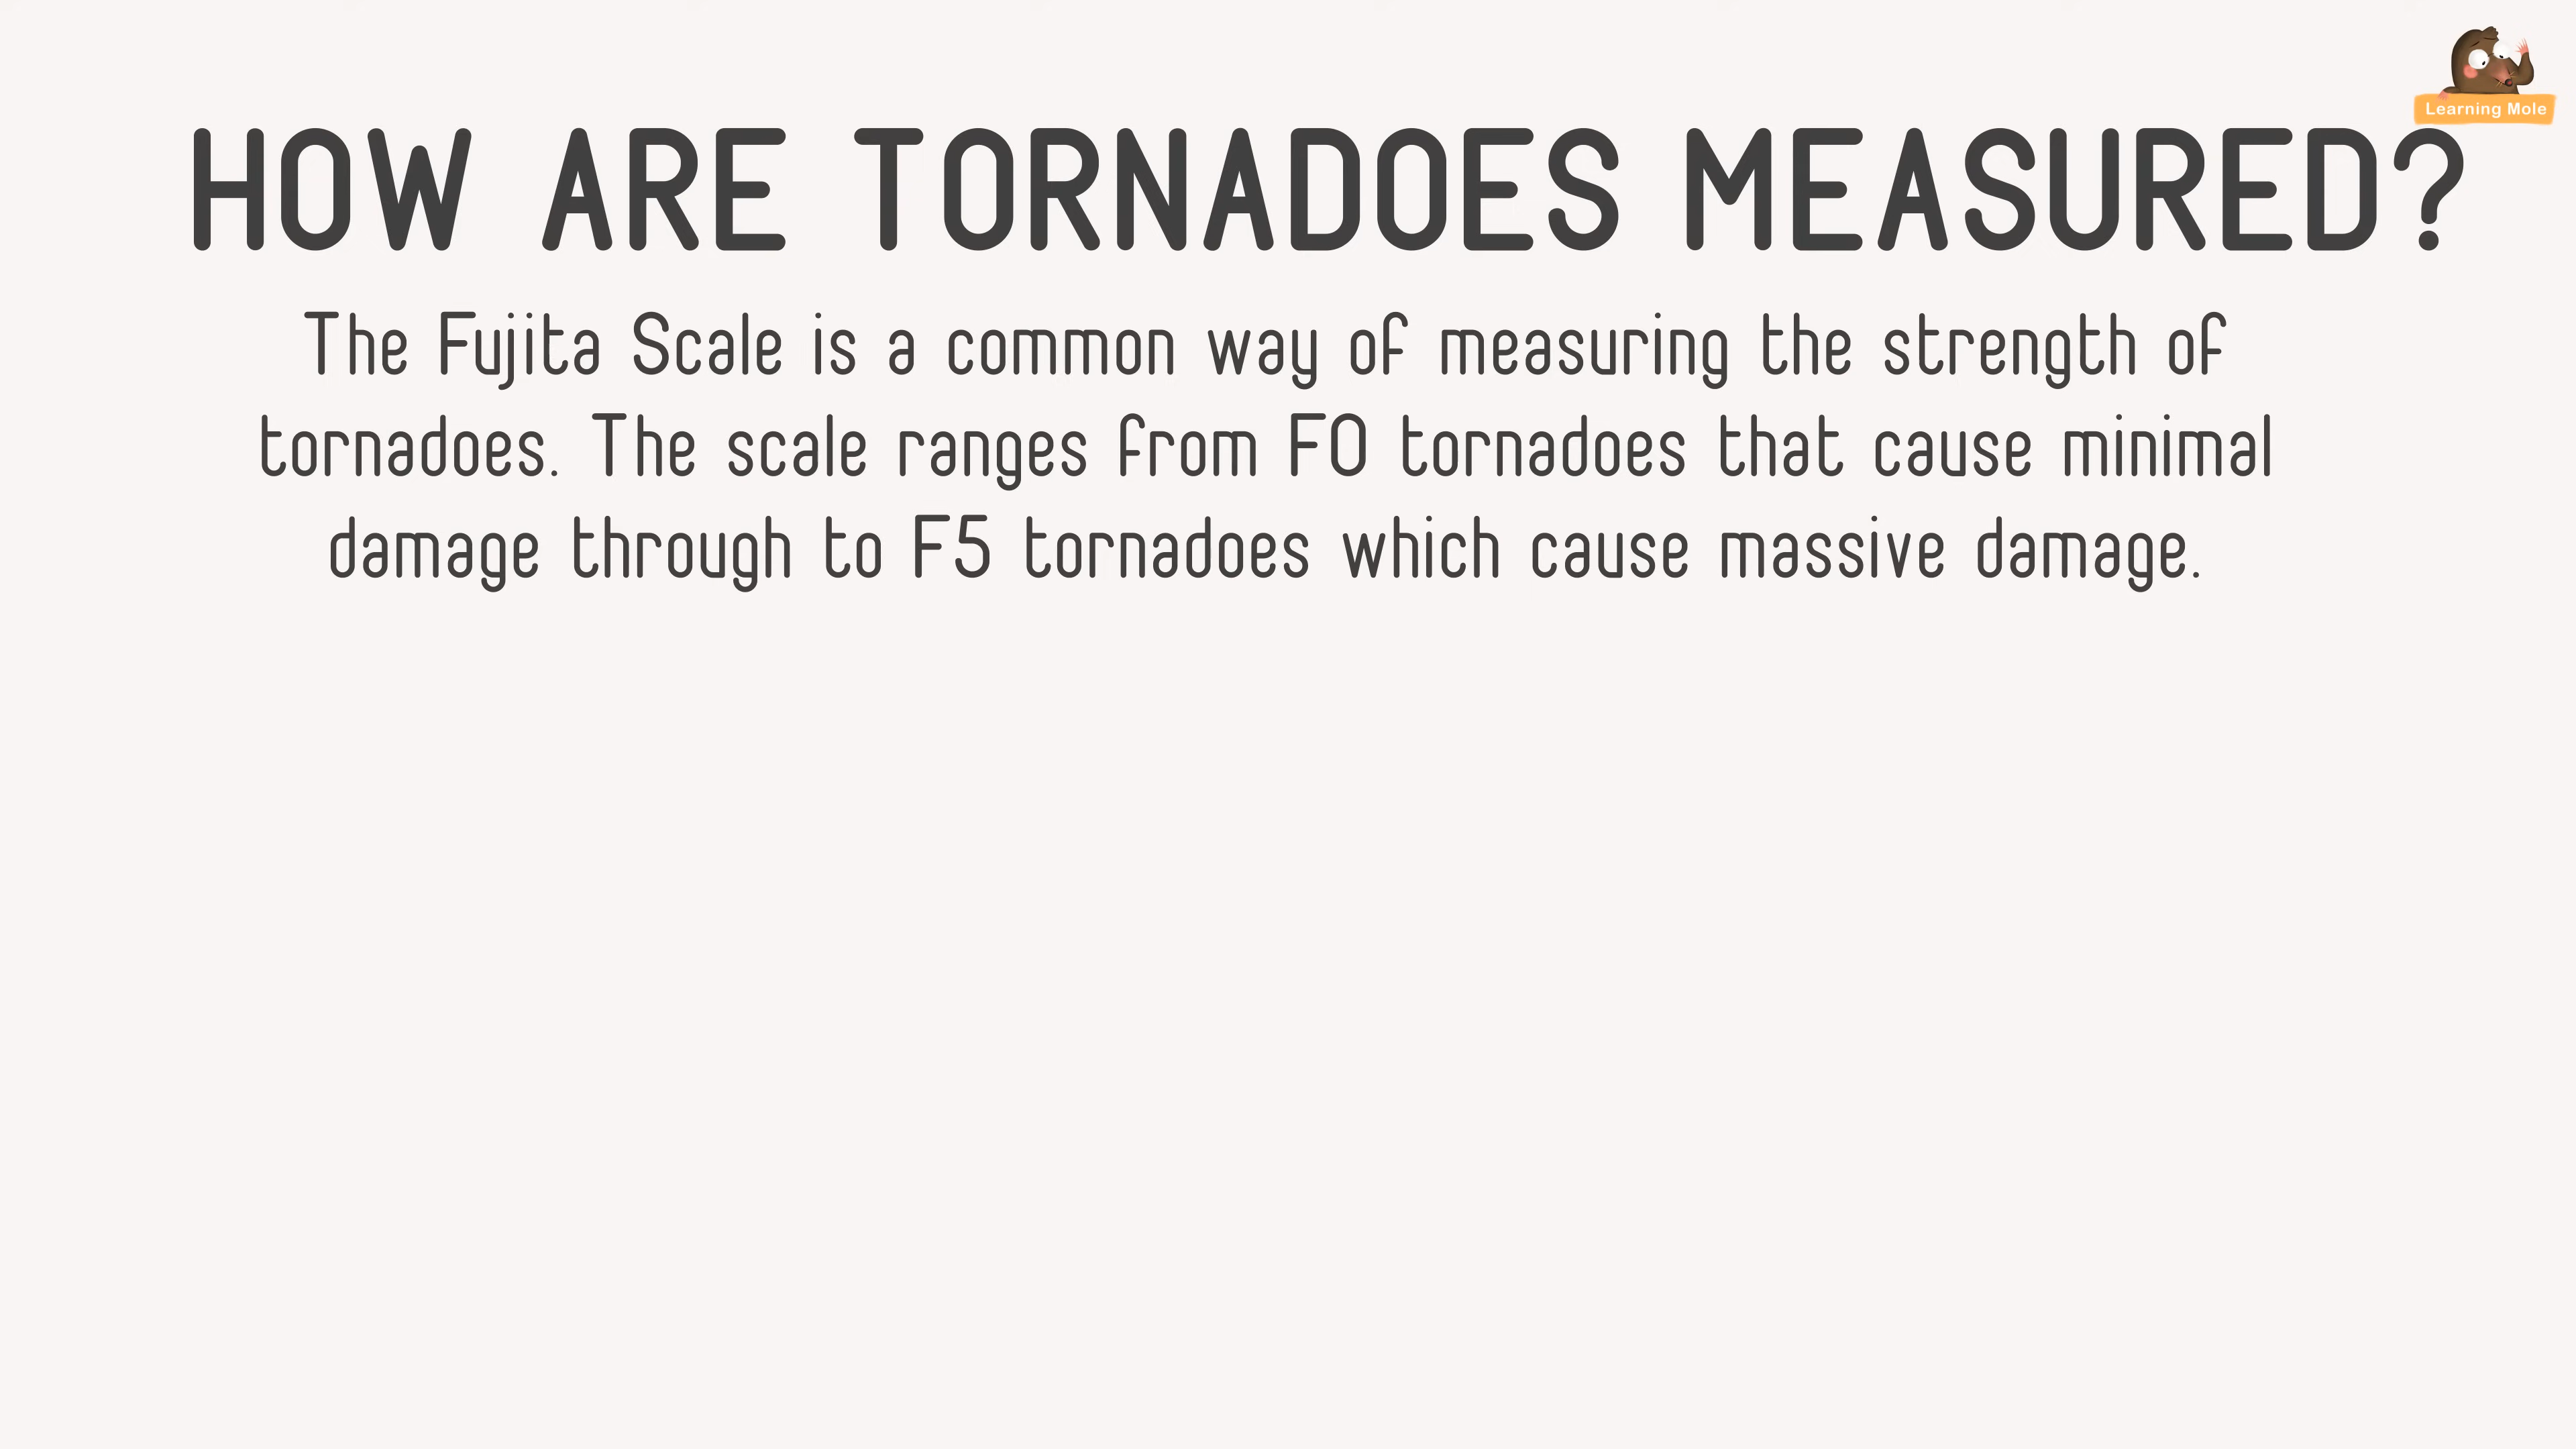 Learning Mole
HOW ARE TORNADOES MEASURED?
The Fujita Scale is a common way of measuring the strength of
tornadoes. The scale ranges from F0 tornadoes that cause minimal
damage through to F5 tornadoes which cause massive damage.